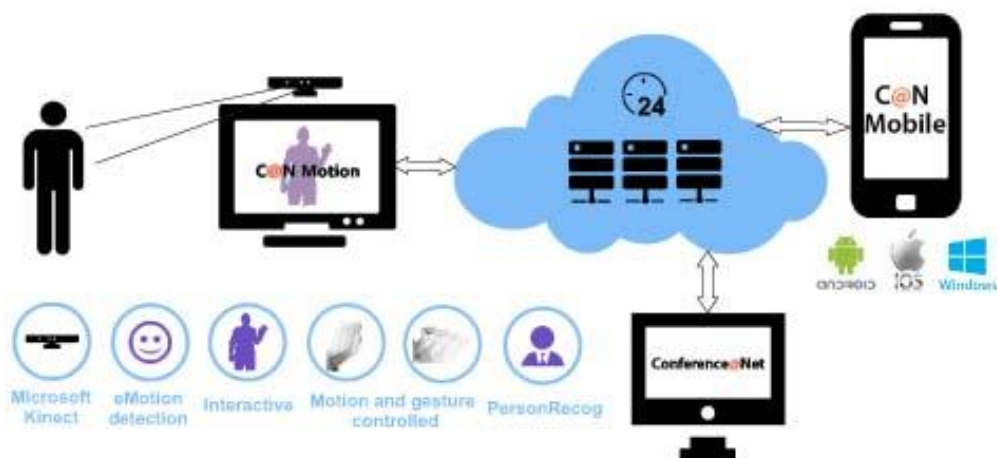 24
C@N
Mobile
C@N Motion
android
iOS
Windows
Conference@Net
Microsoft
Kinect
eMotion
detection
Interactive
Motion and gesture
controlled
PersonRecog